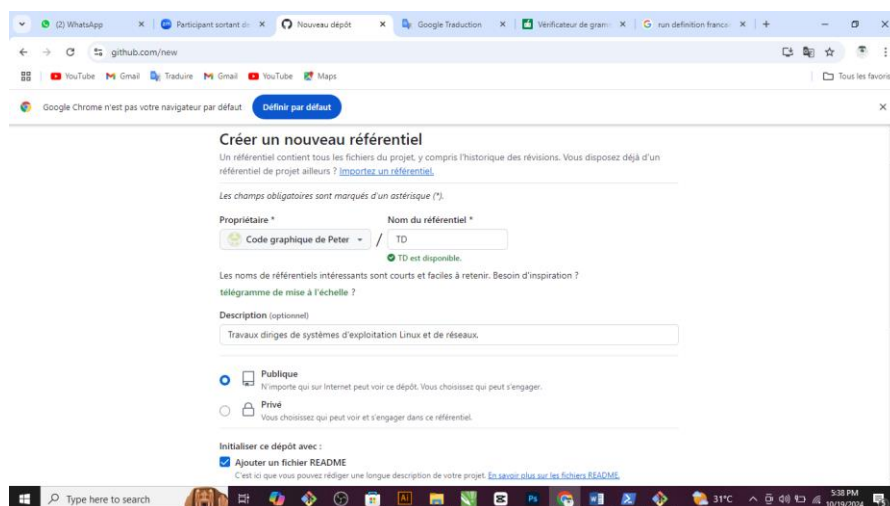 (2) WhatsApp
Participant sortant de
Nouveau dépôt
Google Traduction
Vérificateur de gram
run definition france
github.com/new
YouTube
Gmail
Traduire
Gmail
YouTube
Maps
Tous les favoris
Google Chrome n'est pas votre navigateur par défaut
Définir par défaut
Créer un nouveau référentiel
Un référentiel contient tous les fichiers du projet, y compris l'historique des révisions. Vous disposez déjà d'un
référentiel de projet ailleurs ? Importez un référentiel.
Les champs obligatoires sont marqués d'un astérisque (*).
Propriétaire *
Nom du référentiel *
Code graphique de Peter
/
TD
TD est disponible.
Les noms de référentiels intéressants sont courts et faciles à retenir. Besoin d'inspiration ?
télégramme de mise à l'échelle ?
Description (optionnel)
Travaux diriges de systèmes d'exploitation Linux et de réseaux.
Publique
N'importe qui sur Internet peut voir ce dépôt. Vous choisissez qui peut s'engager.
Privé
Vous choisissez qui peut voir et s'engager dans ce référentiel.
Initialiser ce dépôt avec :
Ajouter un fichier README
C'est ici que vous pouvez rédiger une longue description de votre projet. En savoir plus sur les fichiers README.
Type here to search
Ai
Ps
31°C
5:38 PM
10/19/2024